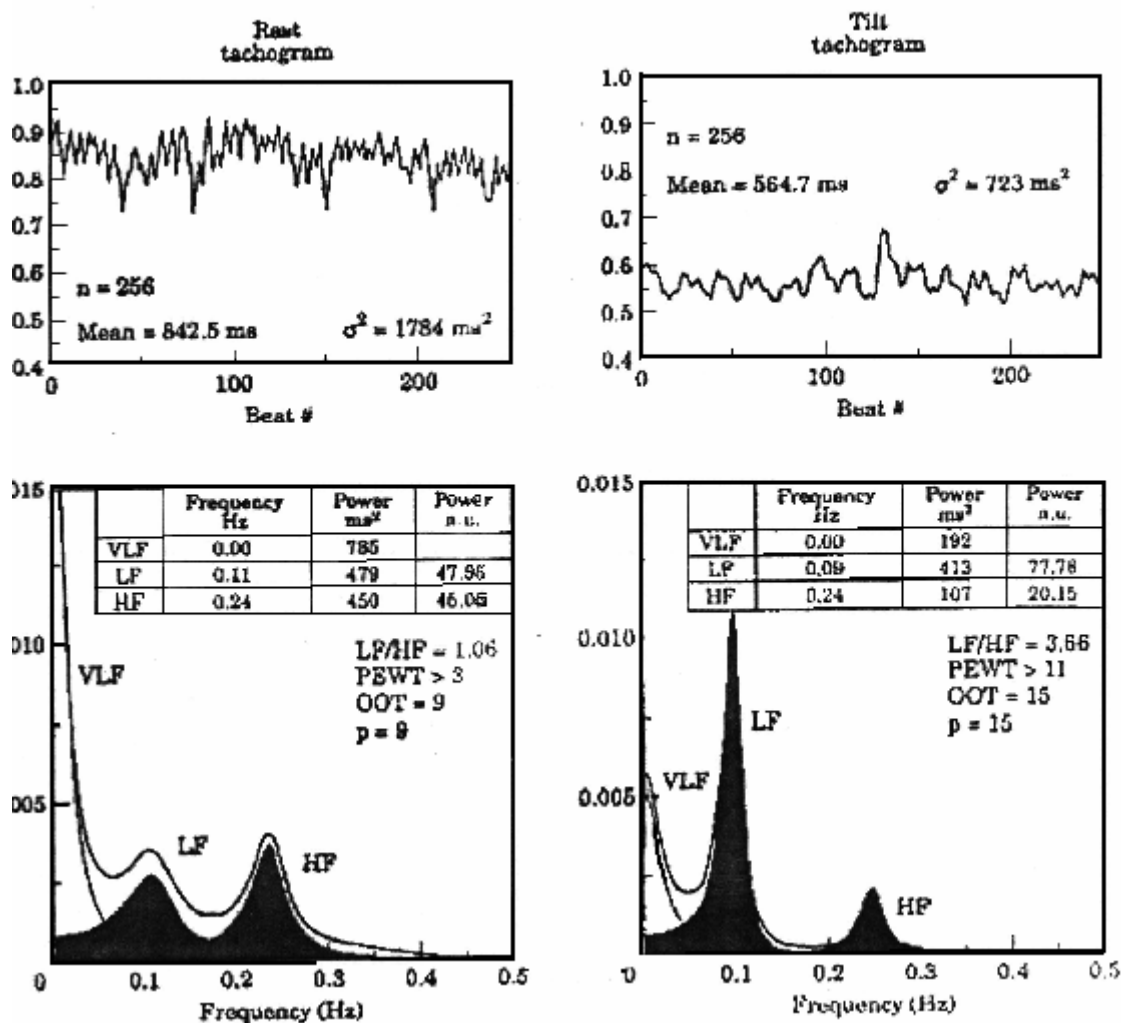 Rest
tachogram
1.0
0.9
0.8
0.7
0.6
0.5
0.4
n = 256
Mean = 842.5 ms σ² = 1784 ms²
0 100 200
Beat #
Tilt
tachogram
1.0
0.9
0.8
0.7
0.6
0.5
0.4
n = 256
Mean = 564.7 ms σ² = 723 ms²
0 100 200
Beat #
015
010
005
Frequency Power Power
Hz ms² n.u.
VLF 0.00 785
LF 0.11 479 47.95
HF 0.24 450
LF/HF = 1.06
PEWT > 3
OOT = 9
p = 9
VLF
LF
HF
0 0.1 0.2 0.3 0.4 0.5
Frequency (Hz)
0.015
0.010
0.005
0
Frequency Power Power
Hz ms² n.u.
VLF 0.00 192
LF 0.09 413 77.78
HF 0.24 107 20.15
LF/HF = 3.66
PEWT > 11
OOT = 15
p = 15
VLF
LF
HF
0 0.1 0.2 0.3 0.4 0.5
Frequency (Hz)